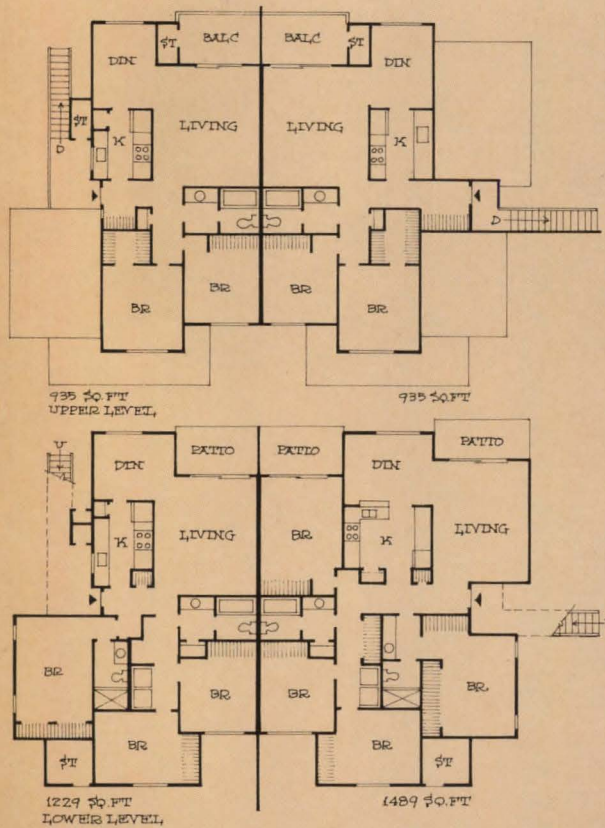 ST BALC BALC ST
DIN DIN
ST
LIVING LIVING
K K
D
D
BR BR
BR BR
935 SQ.FT 935 SQ.FT
UPPER LEVEL
U PATIO PATIO PATIO
DIN DIN
LIVING BR K LIVING
K
BR BR
BR BR
BR BR
ST ST
1229 SQ.FT 1489 SQ.FT
LOWER LEVEL